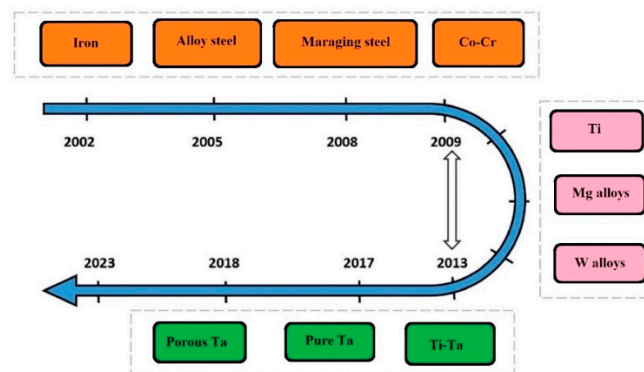 Iron
Alloy steel
Maraging steel
Co-Cr
2002
2005
2008
2009
Ti
Mg alloys
W alloys
2023
2018
2017
2013
Porous Ta
Pure Ta
Ti-Ta